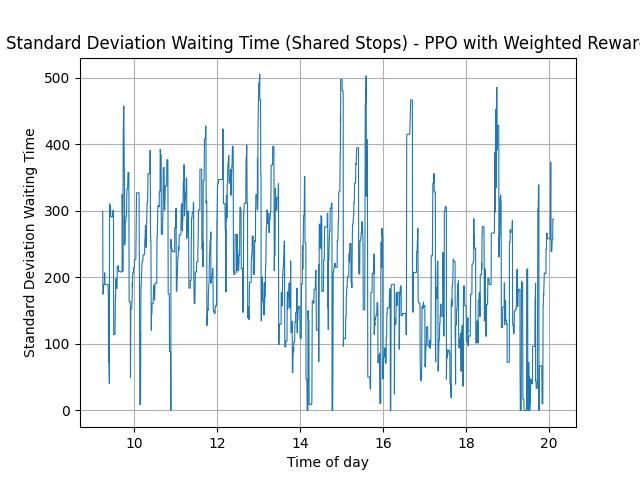 Standard Deviation Waiting Time (Shared Stops) - PPO with Weighted Rewar
500
400
300
200
100
0
Standard Deviation Waiting Time
10 12 14 16 18 20
Time of day